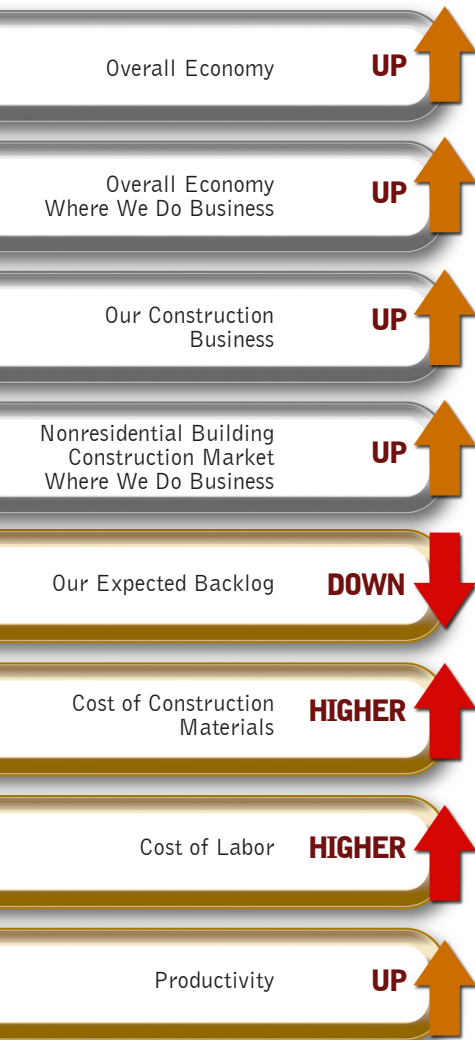 Overall Economy UP
Overall Economy
Where We Do Business UP
Our Construction
Business UP
Nonresidential Building
Construction Market
Where We Do Business UP
Our Expected Backlog DOWN
Cost of Construction
Materials HIGHER
Cost of Labor HIGHER
Productivity UP